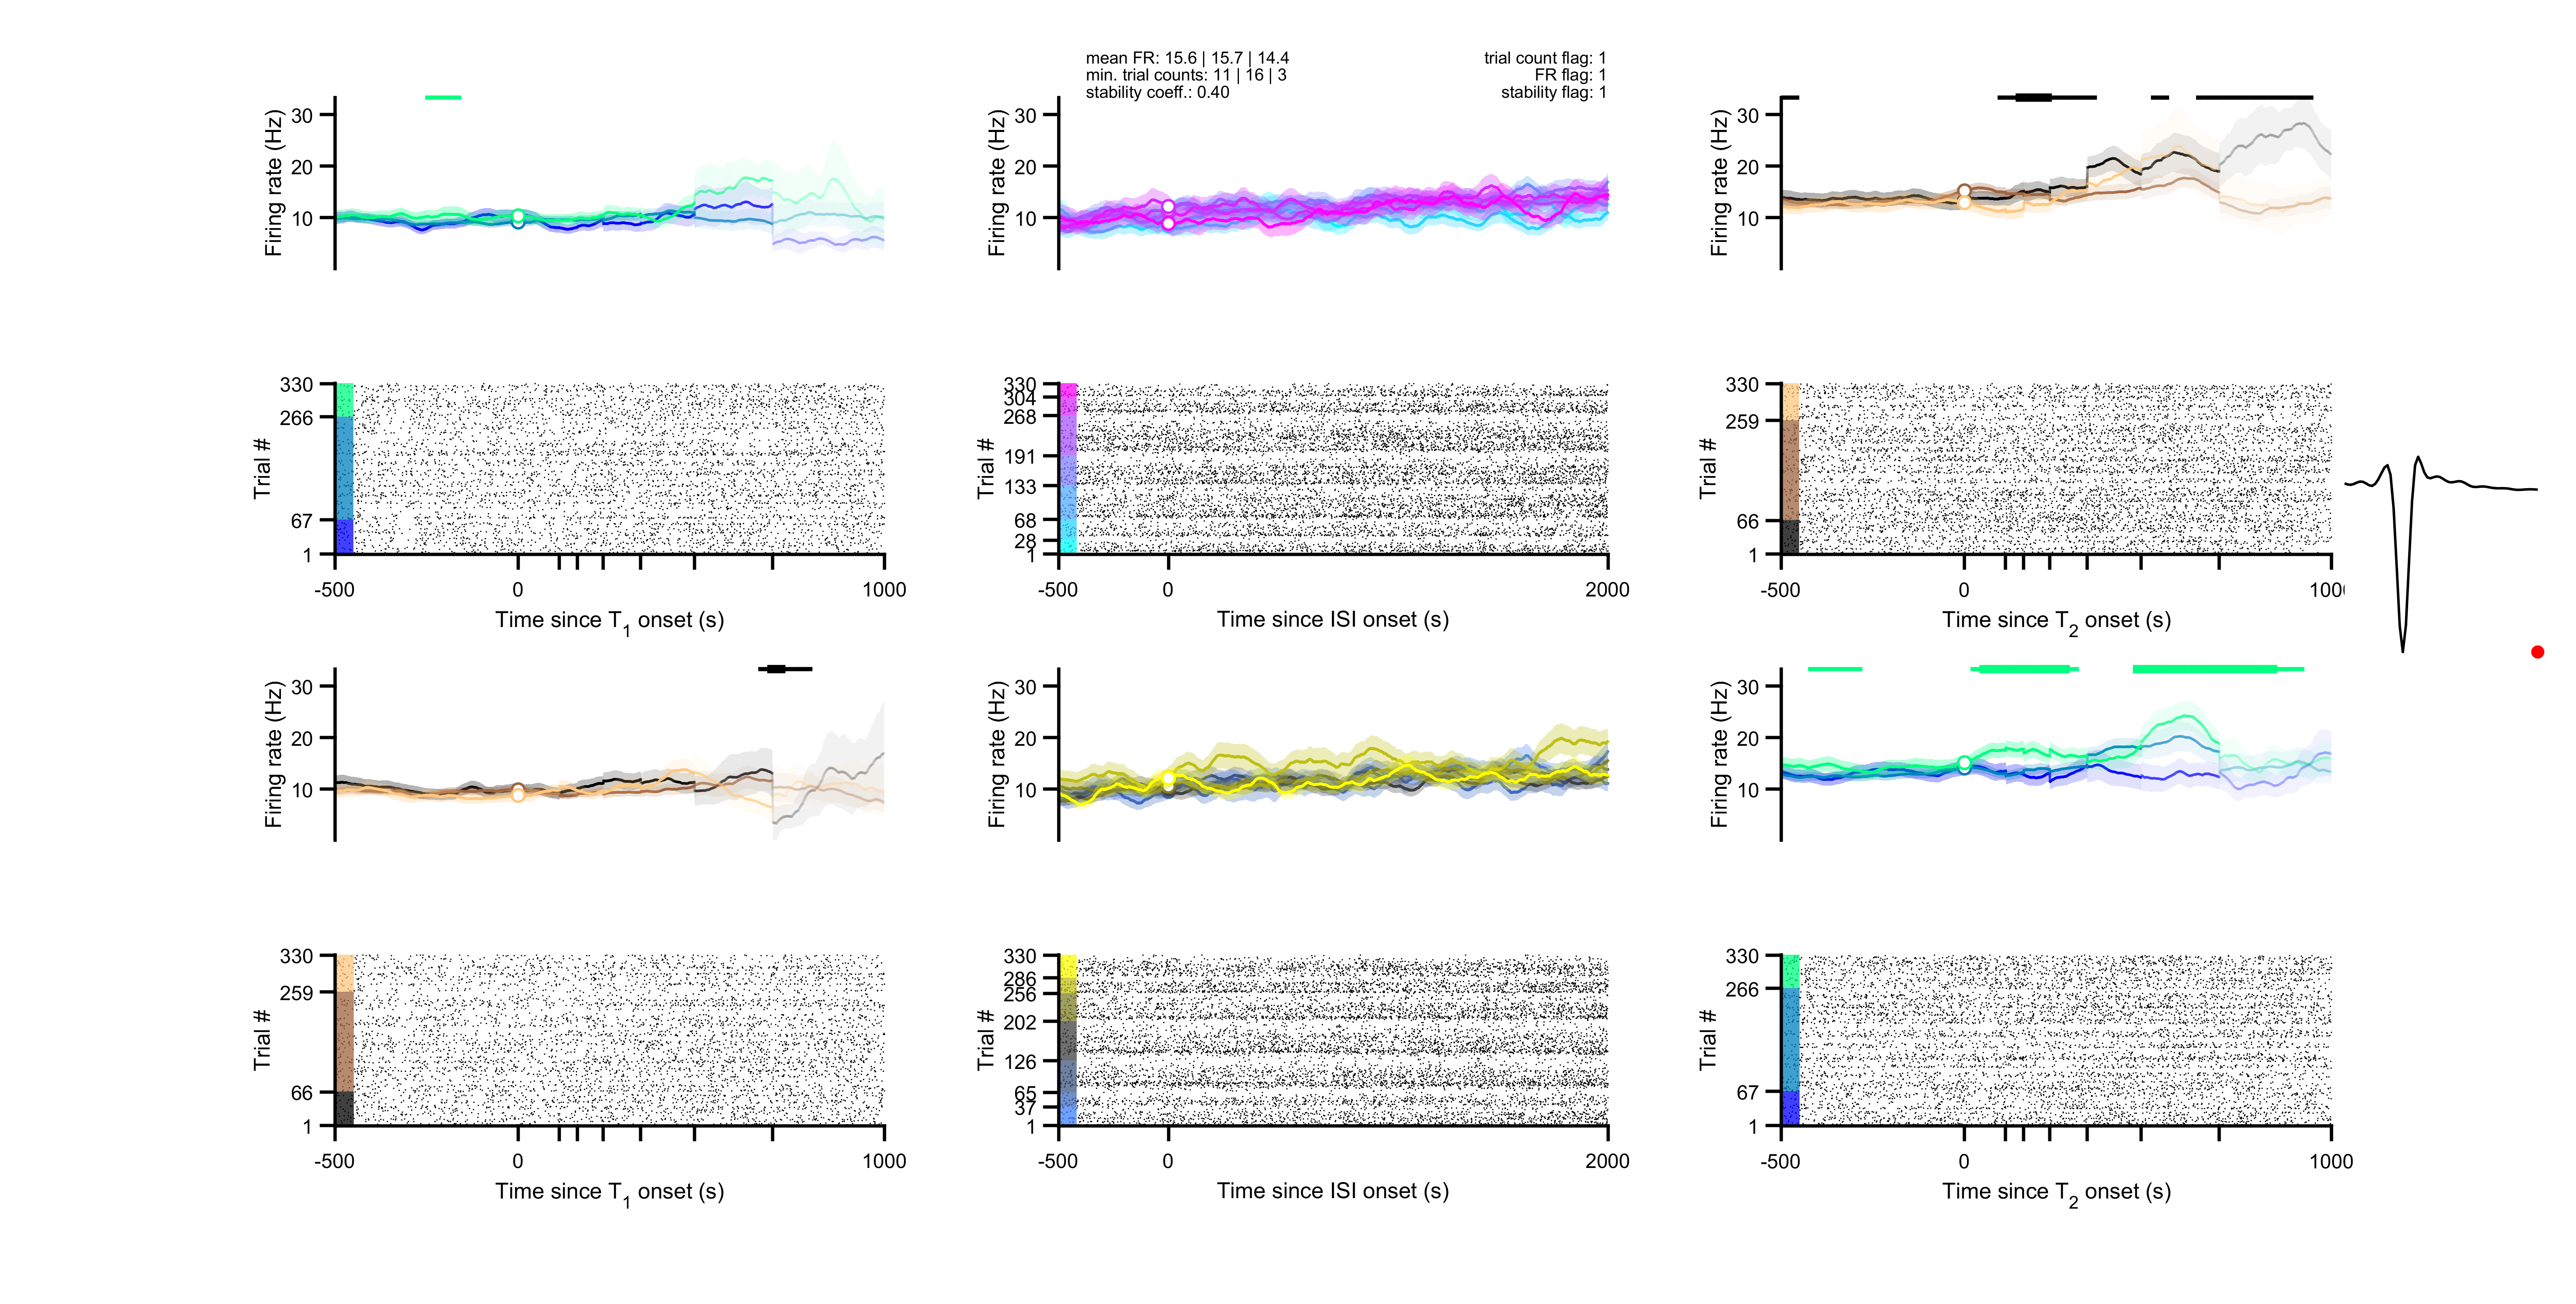 mean FR: 15.6 | 15.7 | 14.4
min. trial counts: 11 | 16 | 3
stability coeff.: 0.40
trial count flag: 1
FR flag: 1
stability flag: 1
Firing rate (Hz)
30
20
10
Firing rate (Hz)
30
20
10
Firing rate (Hz)
30
20
10
Trial #
330
266
67
1
-500
0
1000
Time since T1 onset (s)
Trial #
330
304
268
191
133
68
28
1
-500
0
2000
Time since ISI onset (s)
Trial #
330
259
66
1
-500
0
Time since T2 onset (s)
Firing rate (Hz)
30
20
10
Firing rate (Hz)
30
20
10
Firing rate (Hz)
30
20
10
Trial #
330
259
66
1
-500
0
1000
Time since T1 onset (s)
Trial #
330
286
256
202
126
65
37
1
-500
0
2000
Time since ISI onset (s)
Trial #
330
266
67
1
-500
0
1000
Time since T2 onset (s)